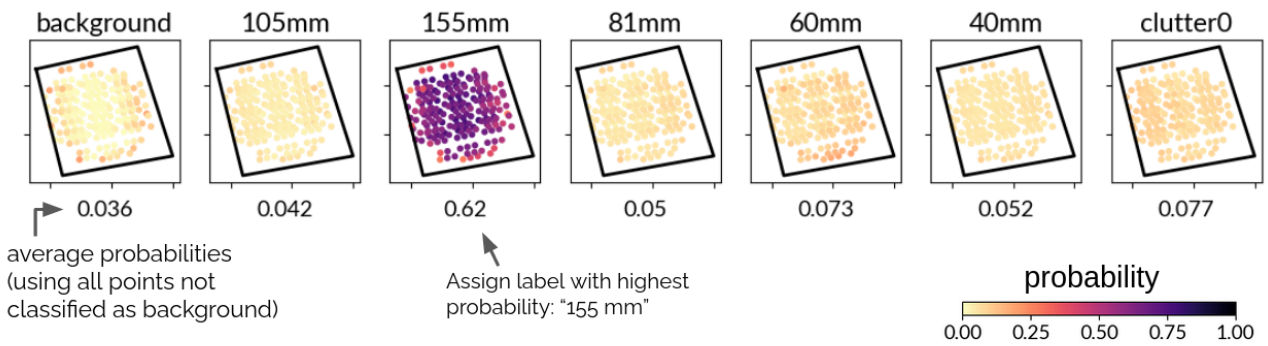 background 105mm 155mm 81mm 60mm 40mm clutter0
0.036 0.042 0.62 0.05 0.073 0.052 0.077
average probabilities
(using all points not
classified as background)
Assign label with highest
probability: “155 mm”
probability
0.00 0.25 0.50 0.75 1.00